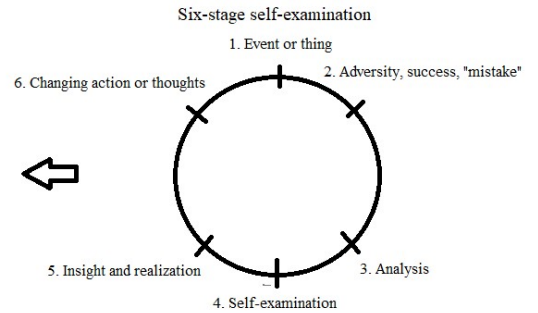 Six-stage self-examination
1. Event or thing
2. Adversity, success, "mistake"
3. Analysis
4. Self-examination
5. Insight and realization
6. Changing action or thoughts